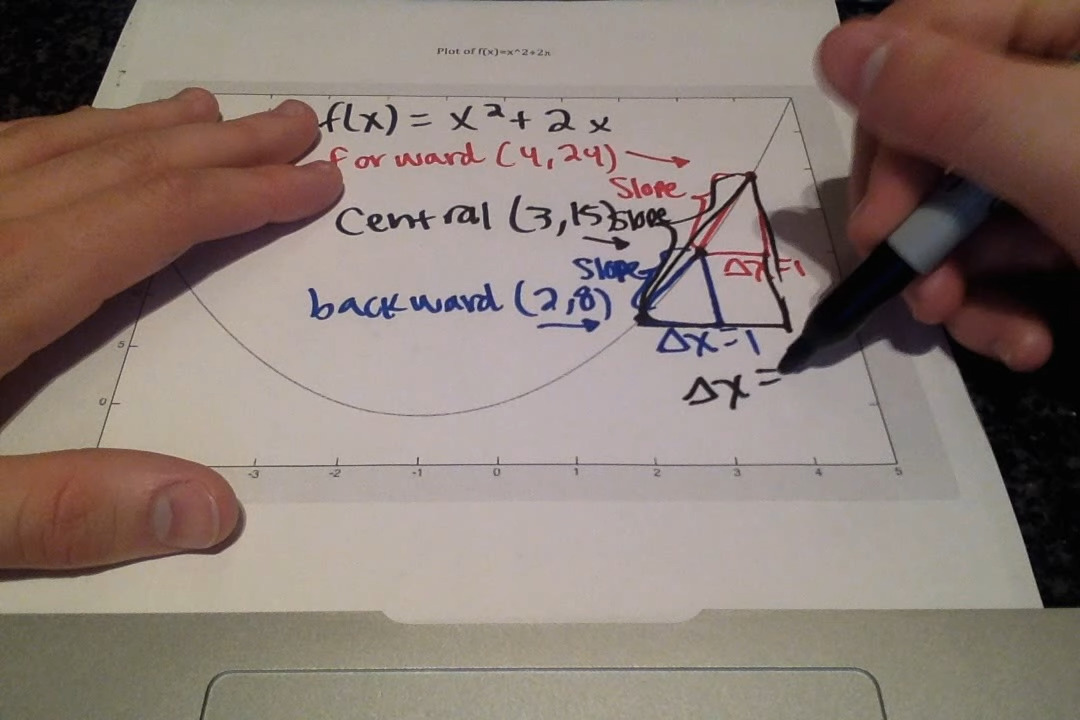 Plot of f(x)=x^2+2x
f(x) = x² + 2x
forward (4,24)
Slope
Central (3,15)
Slope
Slope
Δx=1
backward (2,8)
Δx=1
Δx=
5
0
-3 -2 -1 0 1 2 3 4 5